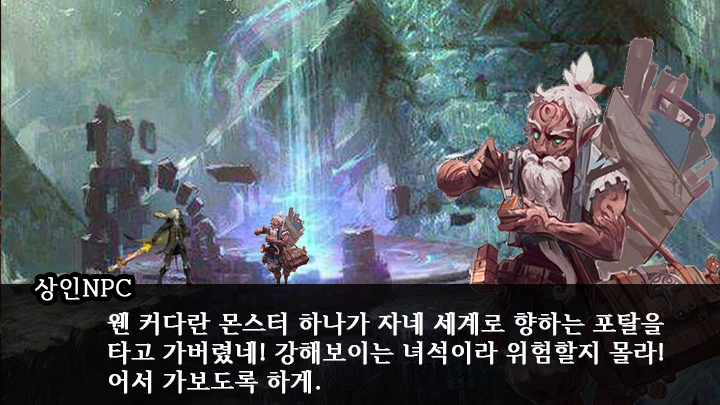 상인NPC
웬 커다란 몬스터 하나가 자네 세계로 향하는 포탈을
타고 가버렸네! 강해보이는 녀석이라 위험할지 몰라!
어서 가보도록 하게.